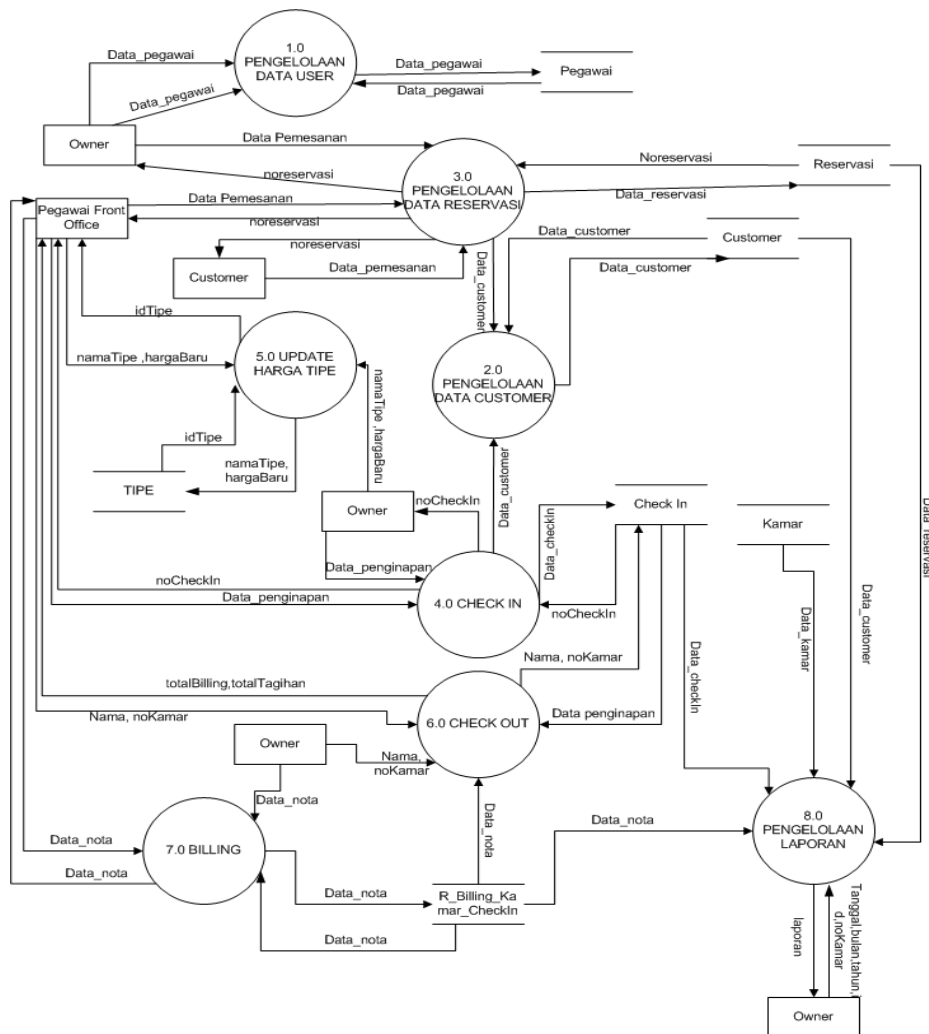 1.0
PENGELOLAAN
DATA USER
Data_pegawai
Data_pegawai
Data_pegawai
Data_pegawai
Pegawai
Owner
Data Pemesanan
noreservasi
3.0
PENGELOLAAN
DATA RESERVASI
Noreservasi
Reservasi
Data_reservasi
Pegawai Front
Office
Data Pemesanan
noreservasi
noreservasi
Customer
Data_pemesanan
Data_customer
Data_customer
Customer
Data_customer
idTipe
5.0 UPDATE
HARGA TIPE
namaTipe ,hargaBaru
namaTipe ,hargaBaru
2.0
PENGELOLAAN
DATA CUSTOMER
idTipe
namaTipe,
hargaBaru
TIPE
Owner
noCheckIn
Data_customer
Data_checkIn
Check In
Kamar
Data_reservasi
Data_penginapan
noCheckIn
Data_penginapan
4.0 CHECK IN
noCheckIn
Data_kamar
Data_customer
Data_checkIn
Nama, noKamar
totalBilling,totalTagihan
Nama, noKamar
6.0 CHECK OUT
Data penginapan
Owner
Nama,
noKamar
Data_nota
Data_nota
Data_nota
7.0 BILLING
Data_nota
Data_nota
Data_nota
8.0
PENGELOLAAN
LAPORAN
Data_nota
R_Billing_Ka
mar_CheckIn
Data_nota
laporan
Tanggal,bulan,tahun,i
d,noKamar
Owner